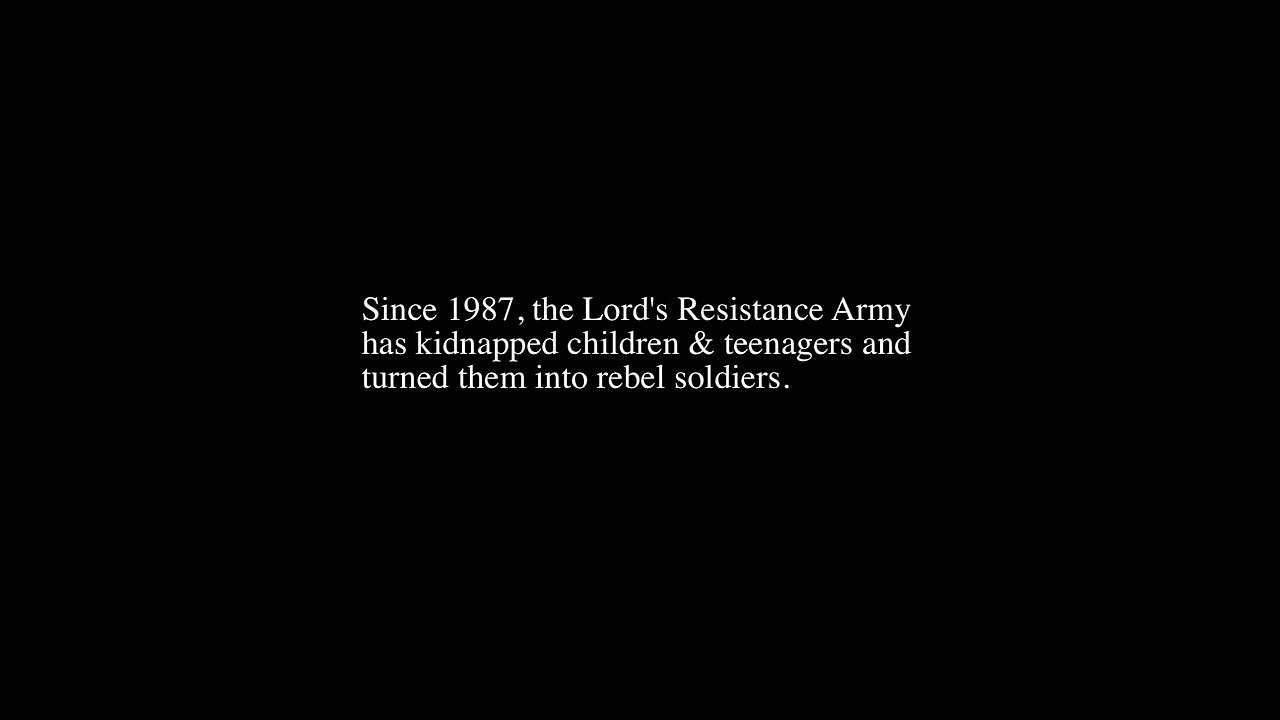 Since 1987, the Lord's Resistance Army
has kidnapped children & teenagers and
turned them into rebel soldiers.